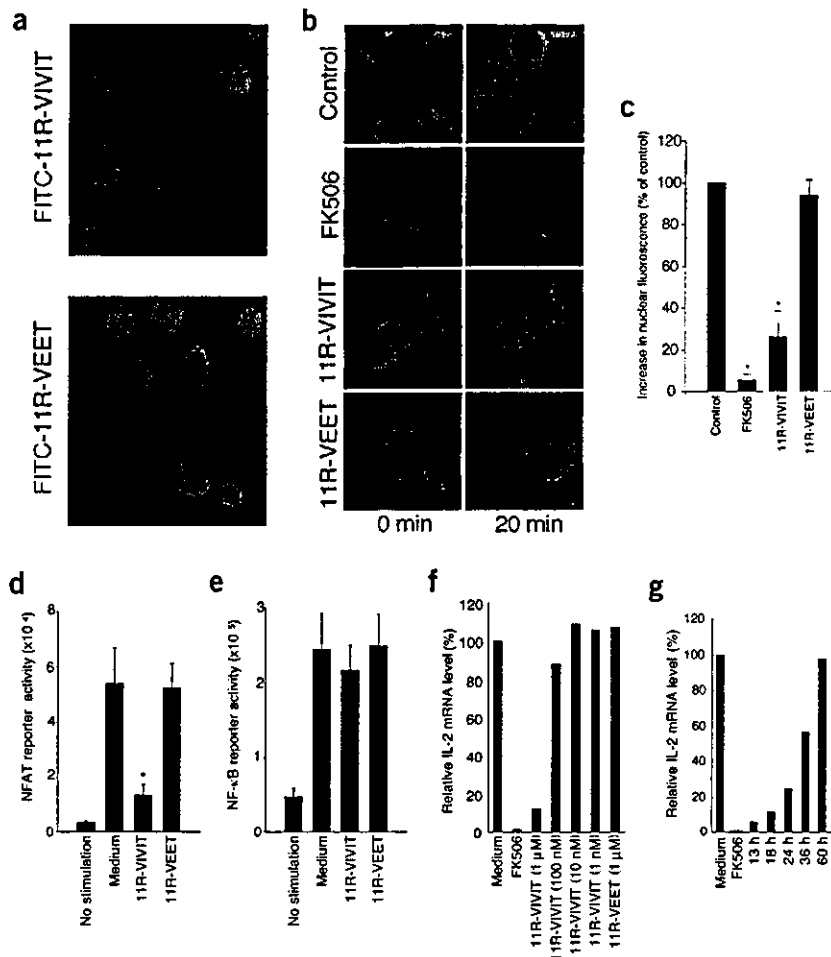 a
FITC-11R-VIVIT
FITC-11R-VEET
b
Control
FK506
11R-VIVIT
11R-VEET
0 min
20 min
c
Increase in nuclear fluorescence (% of control)
120
100
80
60
40
20
0
*
*
Control
FK506
11R-VIVIT
11R-VEET
d
NFAT reporter activity (x10 4)
8
6
4
2
0
*
No stimulation
Medium
11R-VIVIT
11R-VEET
e
NF-κB reporter activity (x10 5)
3
2
1
0
No stimulation
Medium
11R-VIVIT
11R-VEET
f
Relative IL-2 mRNA level (%)
120
100
80
60
40
20
0
Medium
FK506
11R-VIVIT (1 μM)
11R-VIVIT (100 nM)
11R-VIVIT (10 nM)
11R-VIVIT (1 nM)
11R-VEET (1 μM)
g
Relative IL-2 mRNA level (%)
120
100
80
60
40
20
0
Medium
FK506
13 h
18 h
24 h
36 h
60 h